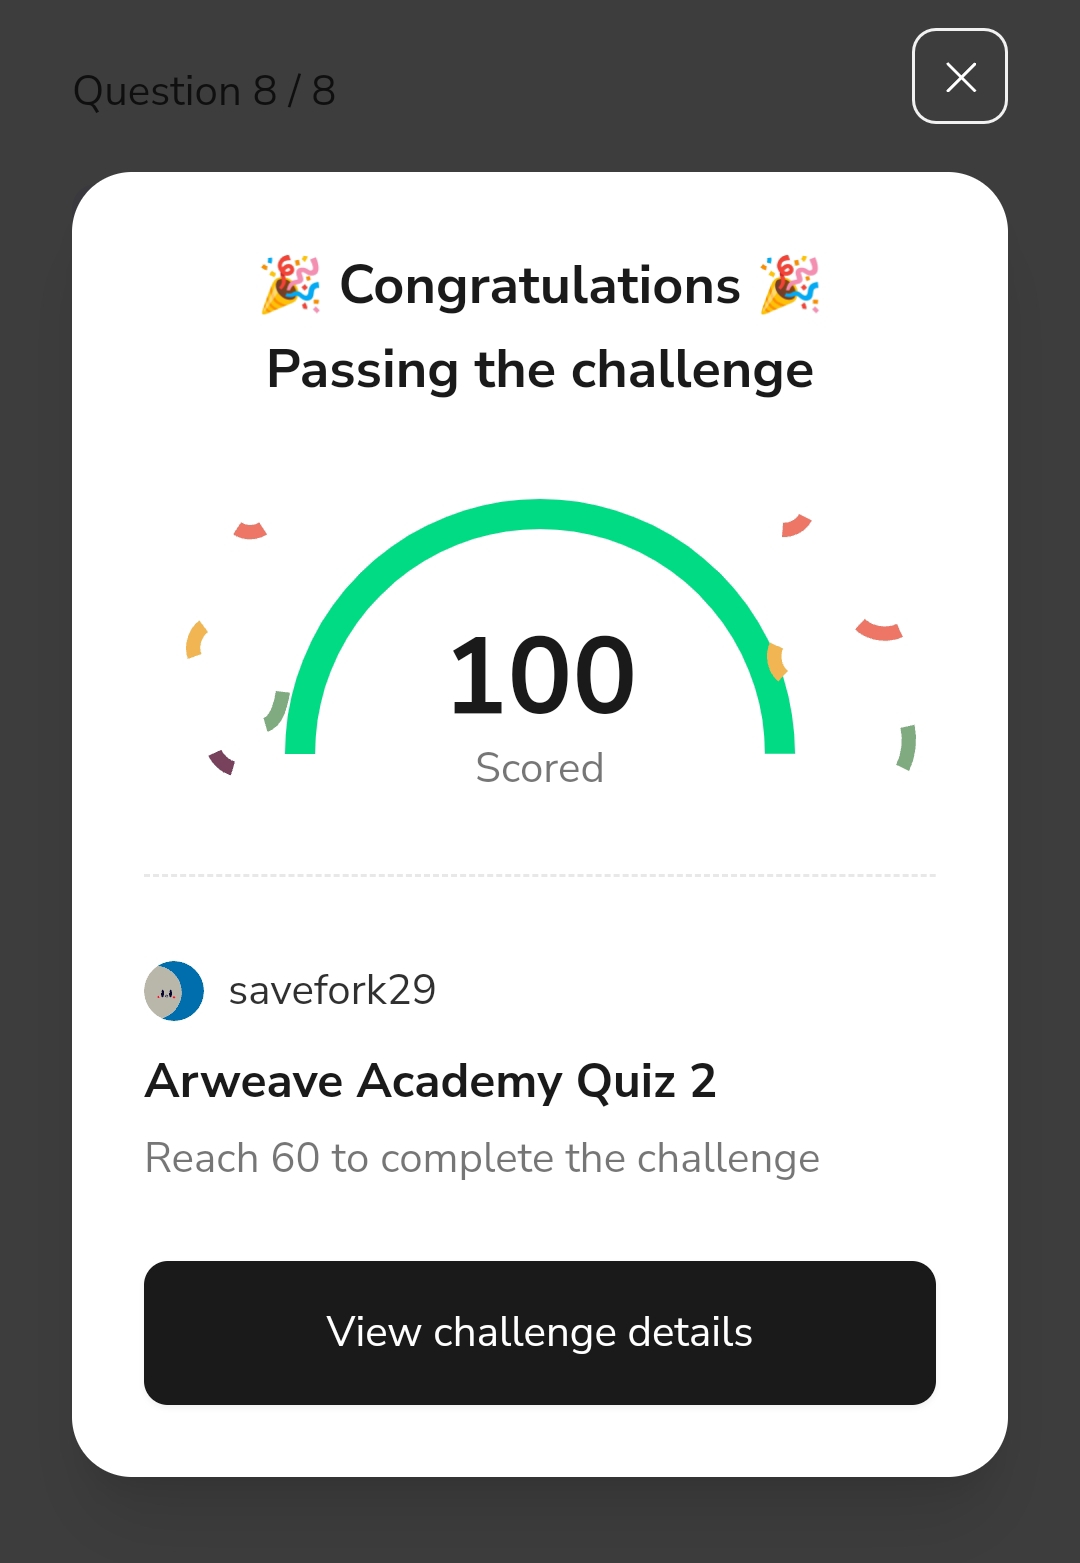 Question 8 / 8
🎉 Congratulations 🎉
Passing the challenge
100
Scored
savefork29
Arweave Academy Quiz 2
Reach 60 to complete the challenge
View challenge details